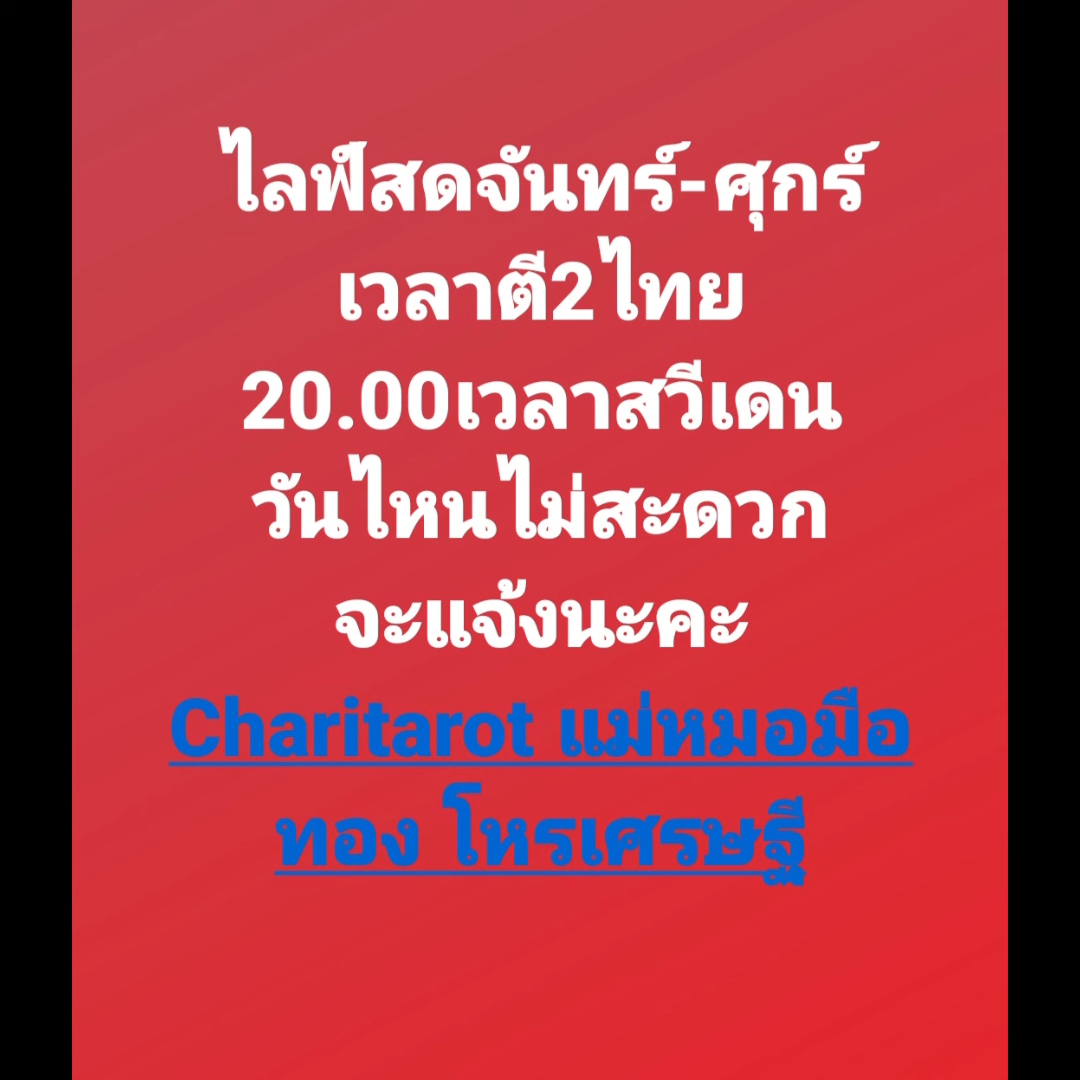 ไลฟ์สดจันทร์-ศุกร์
เวลาตี2ไทย
20.00เวลาสวีเดน
วันไหนไม่สะดวก
จะแจ้งนะคะ
Charitarot แม่หมอมือ
ทอง โหรเศรษฐี